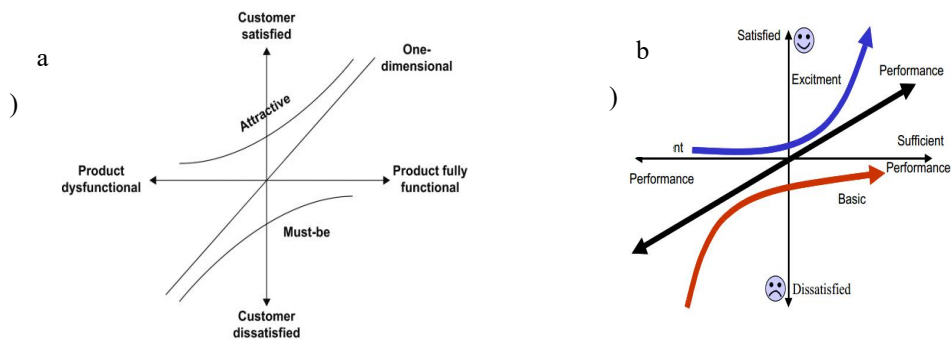 a
)
Customer
satisfied
One-
dimensional
Attractive
Product
dysfunctional
Product fully
functional
Must-be
Customer
dissatisfied
b
)
Satisfied
Excitment
Performance
nt
Sufficient
Performance
Performance
Basic
Dissatisfied